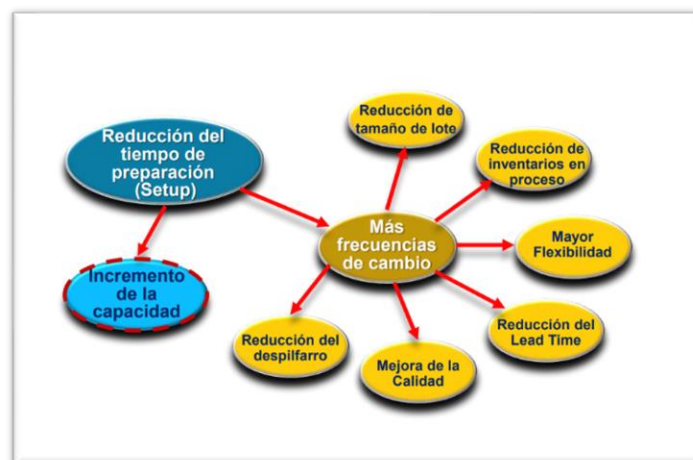 Reducción del
tiempo de
preparación
(Setup)
Incremento
de la
capacidad
Más
frecuencias
de cambio
Reducción de
tamaño de lote
Reducción de
inventarios en
proceso
Mayor
Flexibilidad
Reducción del
Lead Time
Mejora de la
Calidad
Reducción del
despilfarro